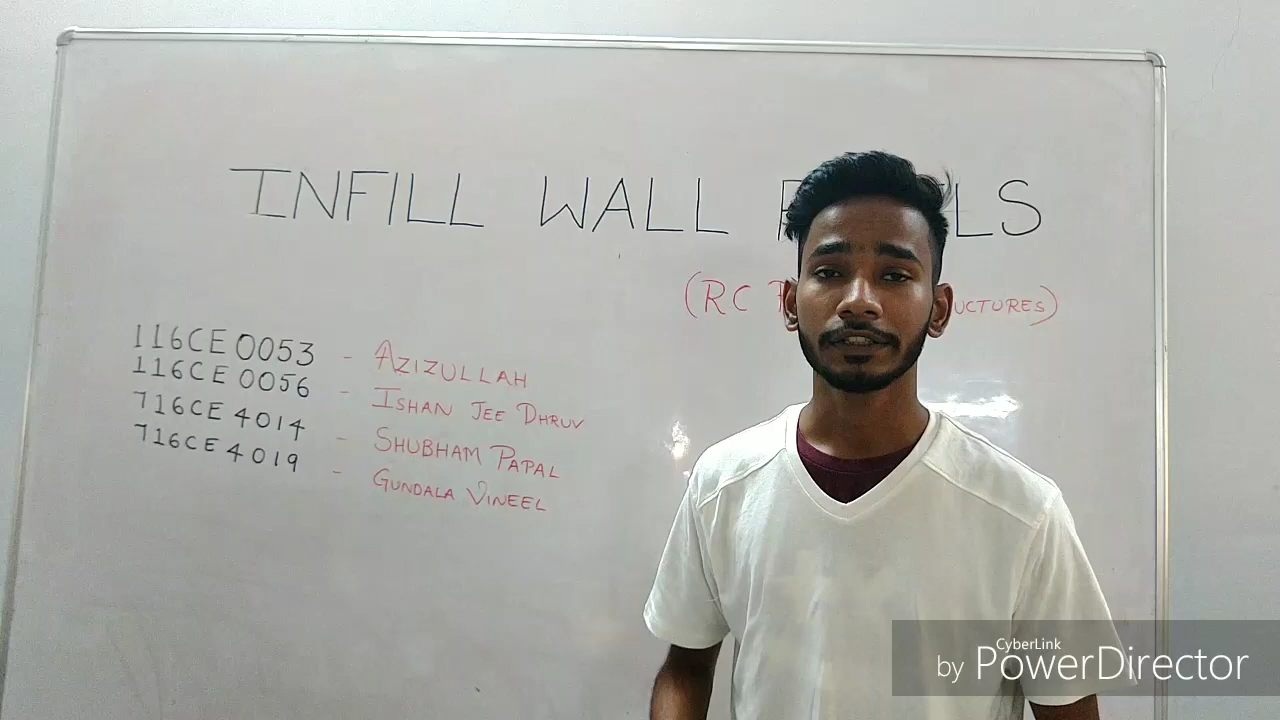 INFILL WALL
(RC
116CE0053 - AZIZULLAH
116CE0056 - ISHAN JEE DHRUV
716CE4014 - SHUBHAM PAPAL
716CE4019 - GUNDALA VINEEL
CyberLink
by PowerDirector